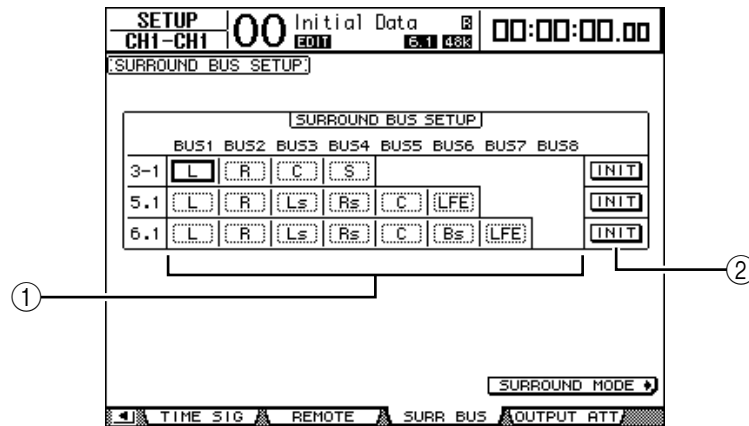 SETUP
CH1-CH1
00 Initial Data R
EDIT 6.1 48K
00:00:00.00
SURROUND BUS SETUP
SURROUND BUS SETUP
BUS1 BUS2 BUS3 BUS4 BUS5 BUS6 BUS7 BUS8
3-1 L R C S INIT
5.1 L R Ls Rs C LFE INIT
6.1 L R Ls Rs C Bs LFE INIT
1
2
SURROUND MODE
TIME SIG REMOTE SURR BUS OUTPUT ATT